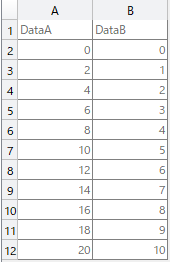 A B
1 DataA DataB
2 0 0
3 2 1
4 4 2
5 6 3
6 8 4
7 10 5
8 12 6
9 14 7
10 16 8
11 18 9
12 20 10